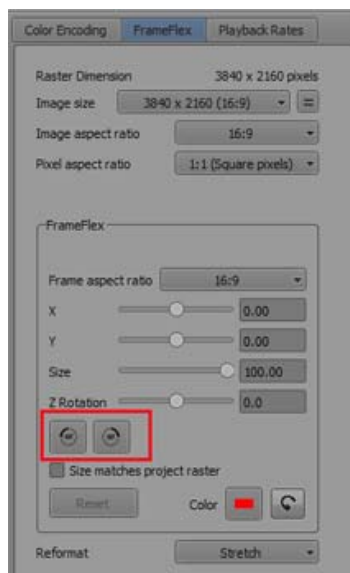 Color Encoding FrameFlex Playback Rates
Raster Dimension 3840 x 2160 pixels
Image size 3840 x 2160 (16:9) =
Image aspect ratio 16:9
Pixel aspect ratio 1:1 (Square pixels)
FrameFlex
Frame aspect ratio 16:9
X 0.00
Y 0.00
Size 100.00
Z Rotation 0.0
Size matches project raster
Reset Color
Reformat Stretch